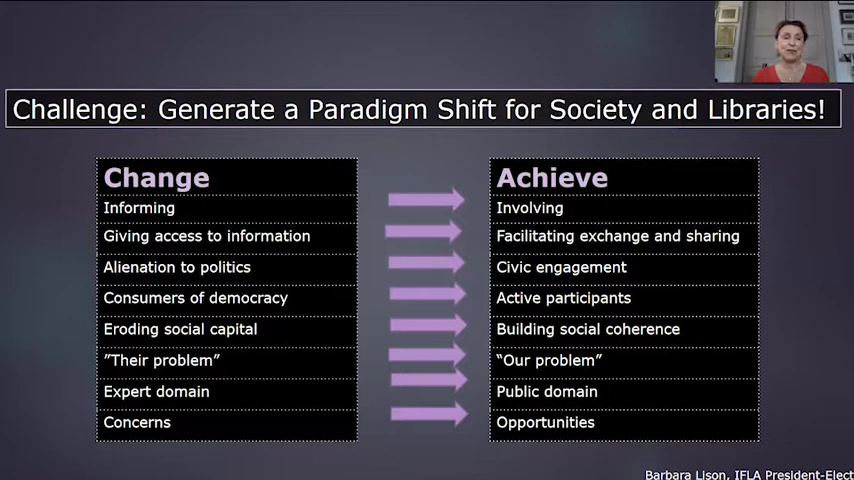 Challenge: Generate a Paradigm Shift for Society and Libraries!
Change
Achieve
Informing
Involving
Giving access to information
Facilitating exchange and sharing
Alienation to politics
Civic engagement
Consumers of democracy
Active participants
Eroding social capital
Building social coherence
”Their problem”
“Our problem”
Expert domain
Public domain
Concerns
Opportunities
Barbara Lison, IFLA President-Elect